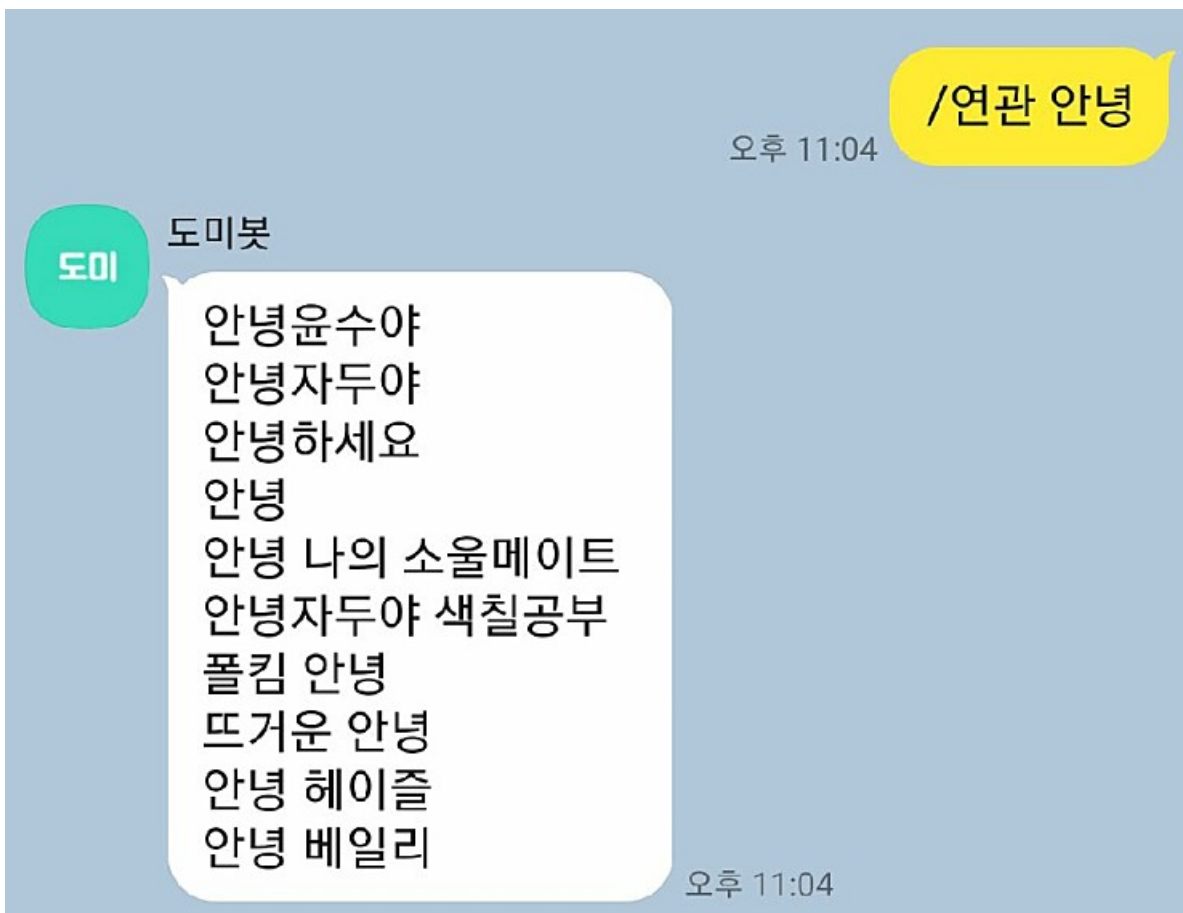 /연관 안녕
오후 11:04
도미
도미봇
안녕윤수야
안녕자두야
안녕하세요
안녕
안녕 나의 소울메이트
안녕자두야 색칠공부
폴킴 안녕
뜨거운 안녕
안녕 헤이즐
안녕 베일리
오후 11:04